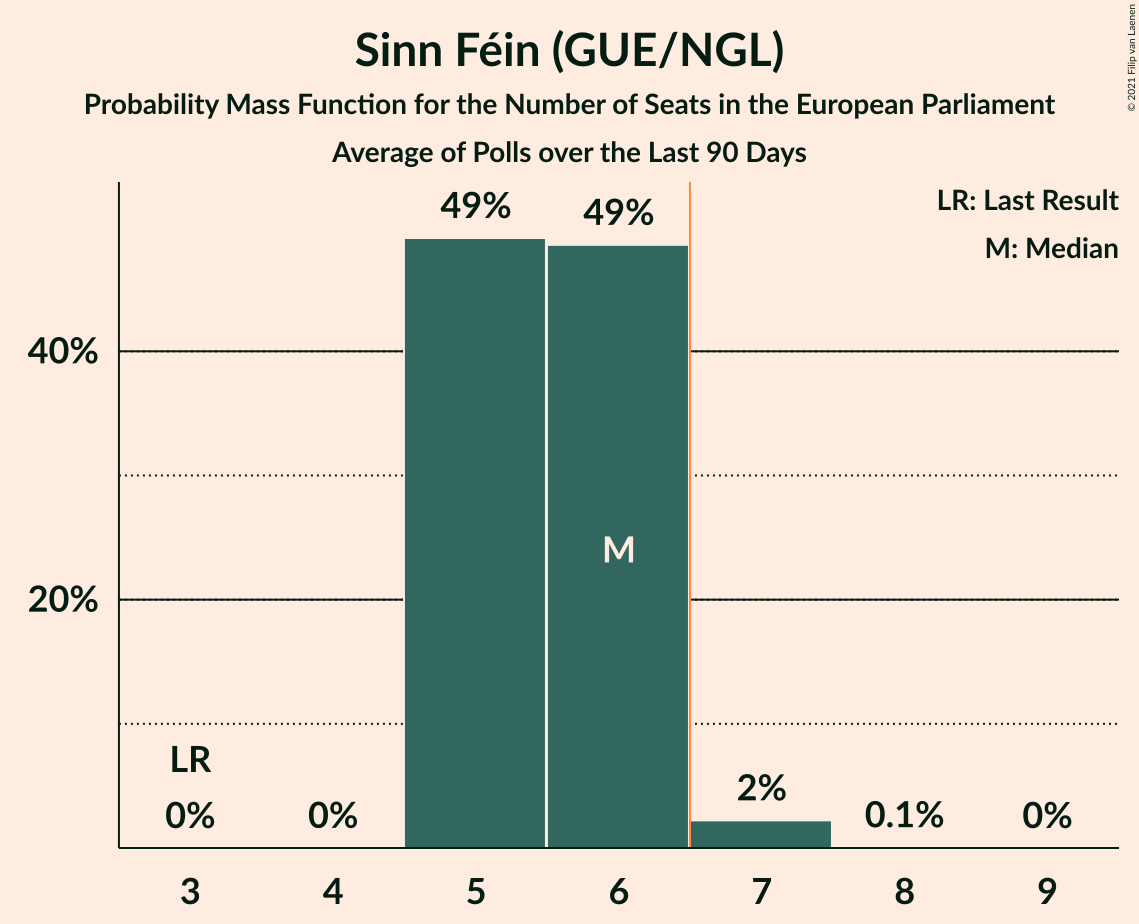 Sinn Féin (GUE/NGL)
Probability Mass Function for the Number of Seats in the European Parliament
Average of Polls over the Last 90 Days
© 2021 Filip van Laenen
LR: Last Result
M: Median
49%
49%
40%
M
20%
LR
0%
0%
2%
0.1%
0%
3
4
5
6
7
8
9